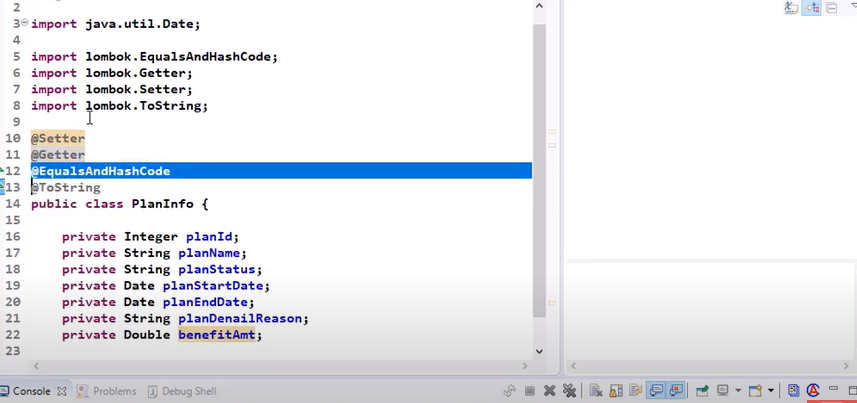 2
3 import java.util.Date;
4
5 import lombok.EqualsAndHashCode;
6 import lombok.Getter;
7 import lombok.Setter;
8 import lombok.ToString;
9
10 @Setter
11 @Getter
12 @EqualsAndHashCode
13 @ToString
14 public class PlanInfo {
15
16 private Integer planId;
17 private String planName;
18 private String planStatus;
19 private Date planStartDate;
20 private Date planEndDate;
21 private String planDenailReason;
22 private Double benefitAmt;
23
Console Problems Debug Shell